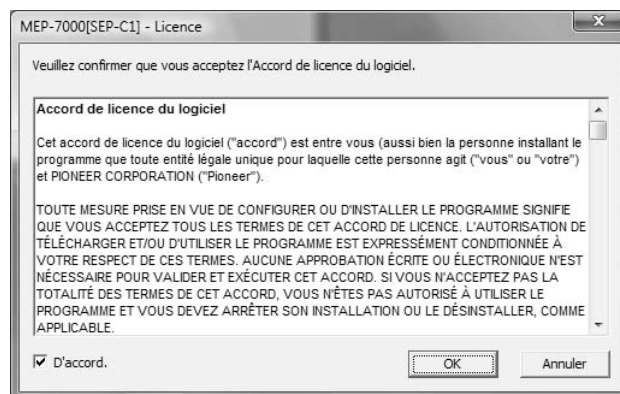 MEP-7000[SEP-C1] - Licence
Veuillez confirmer que vous acceptez l'Accord de licence du logiciel.
Accord de licence du logiciel
Cet accord de licence du logiciel ("accord") est entre vous (aussi bien la personne installant le
programme que toute entité légale unique pour laquelle cette personne agit ("vous" ou "votre")
et PIONEER CORPORATION ("Pioneer").
TOUTE MESURE PRISE EN VUE DE CONFIGURER OU D'INSTALLER LE PROGRAMME SIGNIFIE
QUE VOUS ACCEPTEZ TOUS LES TERMES DE CET ACCORD DE LICENCE. L'AUTORISATION DE
TÉLÉCHARGER ET/OU D'UTILISER LE PROGRAMME EST EXPRESSÉMENT CONDITIONNÉE À
VOTRE RESPECT DE CES TERMES. AUCUNE APPROBATION ÉCRITE OU ÉLECTRONIQUE N'EST
NÉCESSAIRE POUR VALIDER ET EXÉCUTER CET ACCORD. SI VOUS N'ACCEPTEZ PAS LA
TOTALITÉ DES TERMES DE CET ACCORD, VOUS N'ÊTES PAS AUTORISÉ À UTILISER LE
PROGRAMME ET VOUS DEVEZ ARRÊTER SON INSTALLATION OU LE DÉSINSTALLER, COMME
APPLICABLE.
D'accord.
OK
Annuler